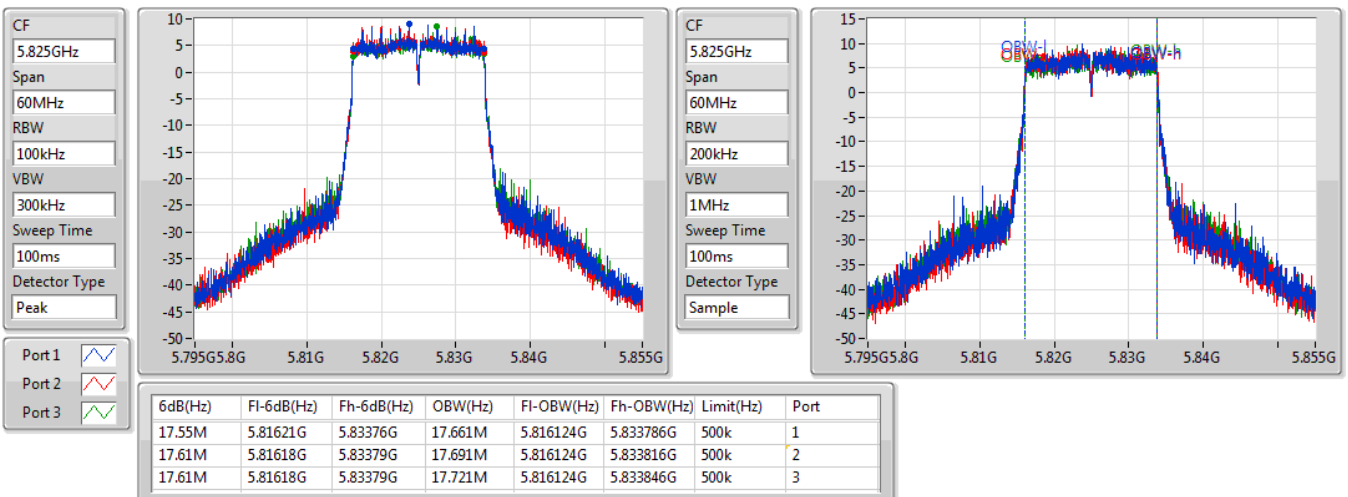 CF
5.825GHz
Span
60MHz
RBW
100kHz
VBW
300kHz
Sweep Time
100ms
Detector Type
Peak
10
5
0
-5
-10
-15
-20
-25
-30
-35
-40
-45
-50
5.795G 5.8G 5.81G 5.82G 5.83G 5.84G 5.855G
CF
5.825GHz
Span
60MHz
RBW
200kHz
VBW
1MHz
Sweep Time
100ms
Detector Type
Sample
15
10
5
0
-5
-10
-15
-20
-25
-30
-35
-40
-45
-50
OBW-l OBW-h
5.795G 5.8G 5.81G 5.82G 5.83G 5.84G 5.855G
Port 1
Port 2
Port 3
6dB(Hz) Fl-6dB(Hz) Fh-6dB(Hz) OBW(Hz) Fl-OBW(Hz) Fh-OBW(Hz) Limit(Hz) Port
17.55M 5.81621G 5.83376G 17.661M 5.816124G 5.833786G 500k 1
17.61M 5.81618G 5.83379G 17.691M 5.816124G 5.833816G 500k 2
17.61M 5.81618G 5.83379G 17.721M 5.816124G 5.833846G 500k 3